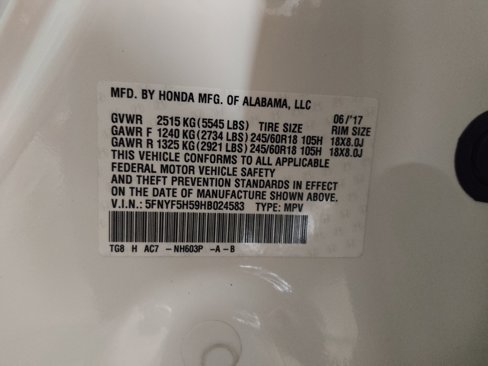 MFD. BY HONDA MFG. OF ALABAMA, LLC
06 /'17
GVWR 2515 KG (5545 LBS) TIRE SIZE RIM SIZE
GAWR F 1240 KG (2734 LBS) 245/60R18 105H 18X8.0J
GAWR R 1325 KG (2921 LBS) 245/60R18 105H 18X8.0J
THIS VEHICLE CONFORMS TO ALL APPLICABLE
FEDERAL MOTOR VEHICLE SAFETY
AND THEFT PREVENTION STANDARDS IN EFFECT
ON THE DATE OF MANUFACTURE SHOWN ABOVE.
V.I.N.: 5FNYF5H59HB024583 TYPE: MPV
TG8 H AC7 - NH603P -A - B